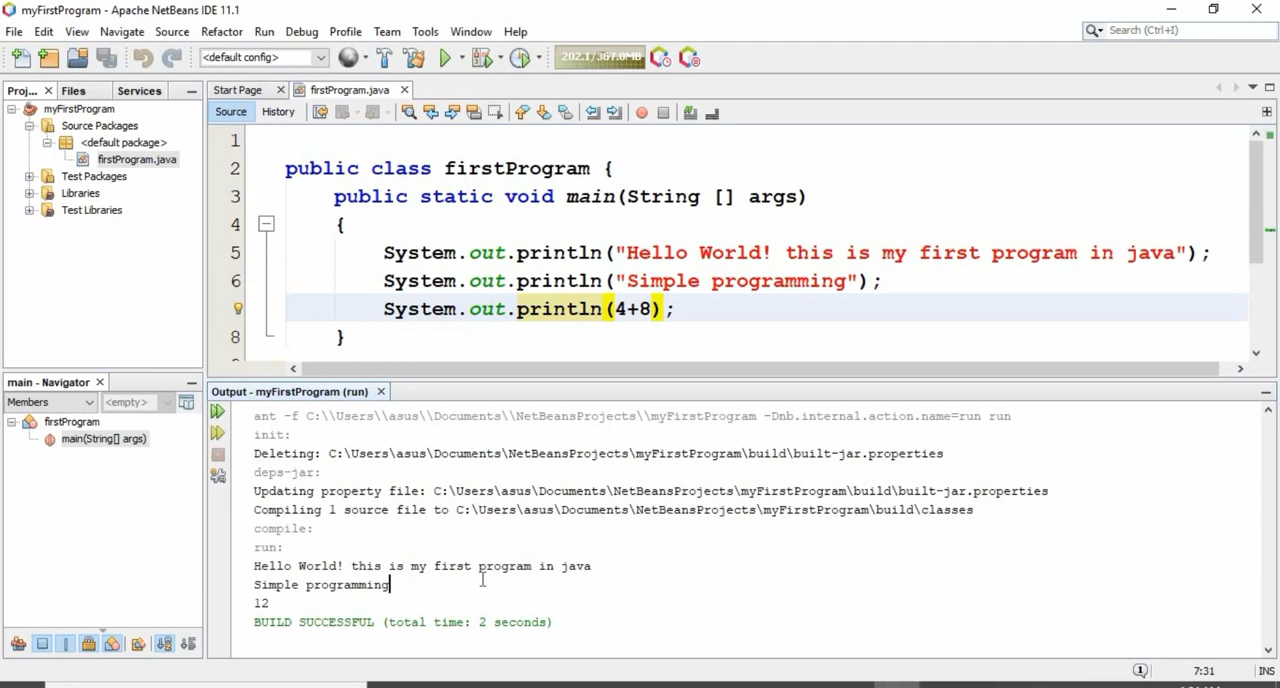 myFirstProgram - Apache NetBeans IDE 11.1
File Edit View Navigate Source Refactor Run Debug Profile Team Tools Window Help
Search (Ctrl+I)
<default config>
202.1/367.0MB
Proj... Files Services
myFirstProgram
Source Packages
<default package>
firstProgram.java
Test Packages
Libraries
Test Libraries
Start Page firstProgram.java
Source History
1
2 public class firstProgram {
3 public static void main(String [] args)
4 {
5 System.out.println("Hello World! this is my first program in java");
6 System.out.println("Simple programming");
System.out.println(4+8);
8 }
main - Navigator
Members <empty>
firstProgram
main(String[] args)
Output - myFirstProgram (run)
ant -f C:\\Users\\asus\\Documents\\NetBeansProjects\\myFirstProgram -Dnb.internal.action.name=run run
init:
Deleting: C:\Users\asus\Documents\NetBeansProjects\myFirstProgram\build\built-jar.properties
deps-jar:
Updating property file: C:\Users\asus\Documents\NetBeansProjects\myFirstProgram\build\built-jar.properties
Compiling 1 source file to C:\Users\asus\Documents\NetBeansProjects\myFirstProgram\build\classes
compile:
run:
Hello World! this is my first program in java
Simple programming
12
BUILD SUCCESSFUL (total time: 2 seconds)
1
7:31 INS